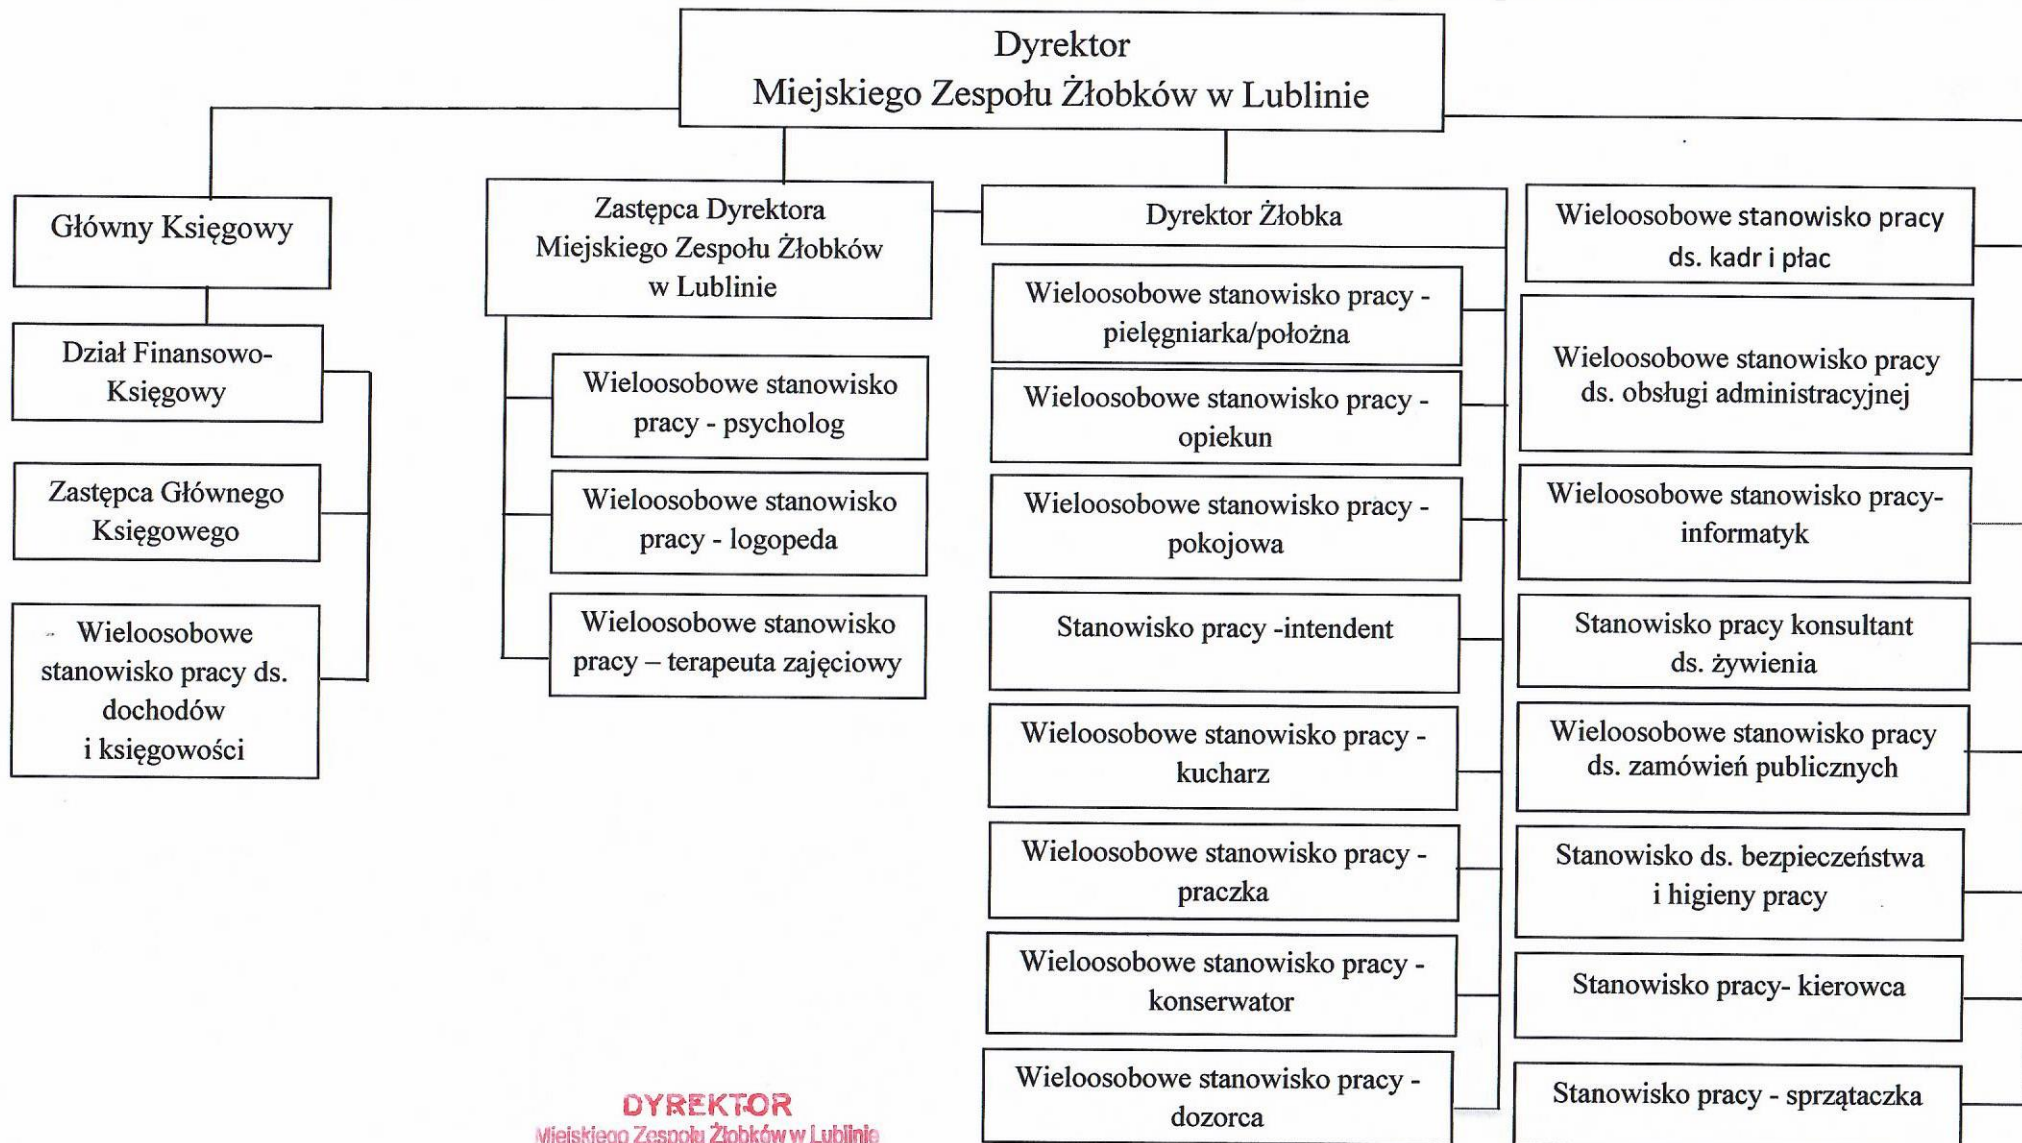 Dyrektor
Miejskiego Zespołu Żłobków w Lublinie
Główny Księgowy
Dział Finansowo-
Księgowy
Zastępca Głównego
Księgowego
Wieloosobowe
stanowisko pracy ds.
dochodów
i księgowości
Zastępca Dyrektora
Miejskiego Zespołu Żłobków
w Lublinie
Wieloosobowe stanowisko
pracy - psycholog
Wieloosobowe stanowisko
pracy - logopeda
Wieloosobowe stanowisko
pracy – terapeuta zajęciowy
Dyrektor Żłobka
Wieloosobowe stanowisko pracy -
pielęgniarka/położna
Wieloosobowe stanowisko pracy -
opiekun
Wieloosobowe stanowisko pracy -
pokojowa
Stanowisko pracy -intendent
Wieloosobowe stanowisko pracy -
kucharz
Wieloosobowe stanowisko pracy -
praczka
Wieloosobowe stanowisko pracy -
konserwator
Wieloosobowe stanowisko pracy -
dozorca
Wieloosobowe stanowisko pracy
ds. kadr i płac
Wieloosobowe stanowisko pracy
ds. obsługi administracyjnej
Wieloosobowe stanowisko pracy-
informatyk
Stanowisko pracy konsultant
ds. żywienia
Wieloosobowe stanowisko pracy
ds. zamówień publicznych
Stanowisko ds. bezpieczeństwa
i higieny pracy
Stanowisko pracy- kierowca
Stanowisko pracy - sprzątaczka
DYREKTOR
Miejskiego Zespołu Żłobków w Lublinie